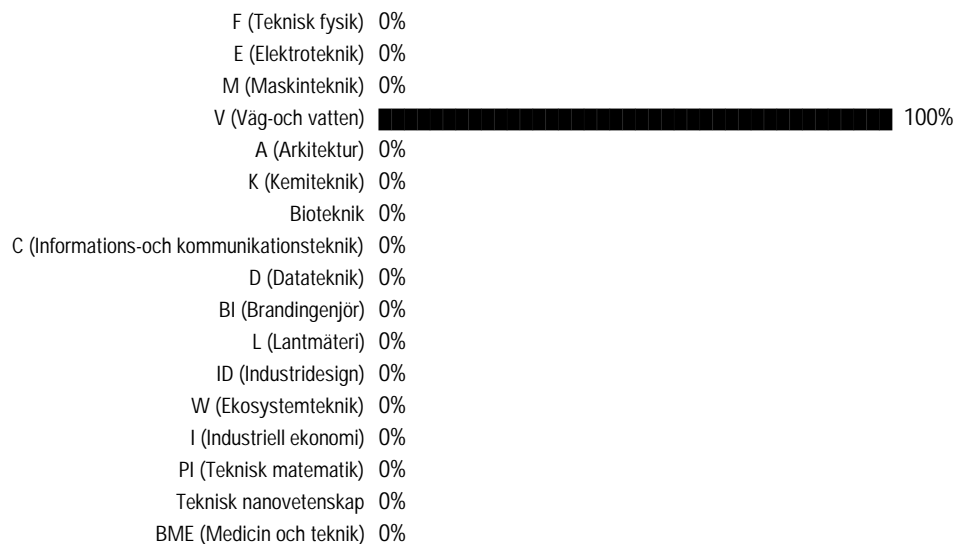 F (Teknisk fysik) 0%
E (Elektroteknik) 0%
M (Maskinteknik) 0%
V (Väg-och vatten) 100%
A (Arkitektur) 0%
K (Kemiteknik) 0%
Bioteknik 0%
C (Informations-och kommunikationsteknik) 0%
D (Datateknik) 0%
BI (Brandingenjör) 0%
L (Lantmäteri) 0%
ID (Industridesign) 0%
W (Ekosystemteknik) 0%
I (Industriell ekonomi) 0%
PI (Teknisk matematik) 0%
Teknisk nanovetenskap 0%
BME (Medicin och teknik) 0%